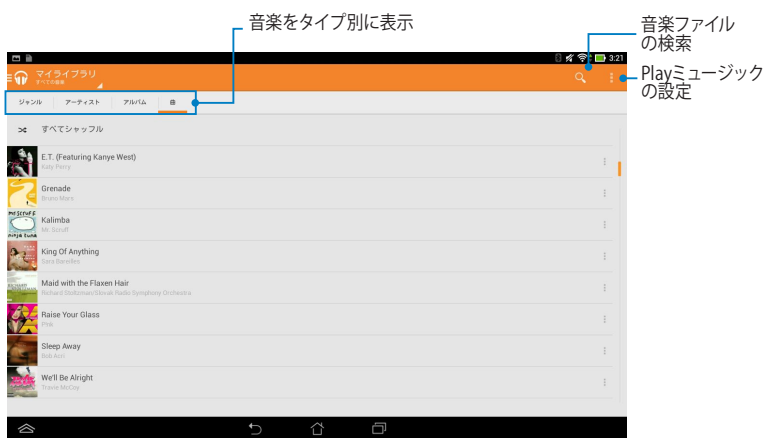 音楽をタイプ別に表示
音楽ファイル
の検索
3:21
マイライブラリ
すべての音楽
Playミュージック
の設定
ジャンル アーティスト アルバム 曲
すべてシャッフル
E.T. (Featuring Kanye West)
Katy Perry
Grenade
Bruno Mars
MR.SCRUFF
ninja tuna
Kalimba
Mr. Scruff
King Of Anything
Sara Bareilles
Maid with the Flaxen Hair
Richard Stoltzman/Slovak Radio Symphony Orchestra
Raise Your Glass
P!nk
Sleep Away
Bob Acri
We'll Be Alright
Travie McCoy